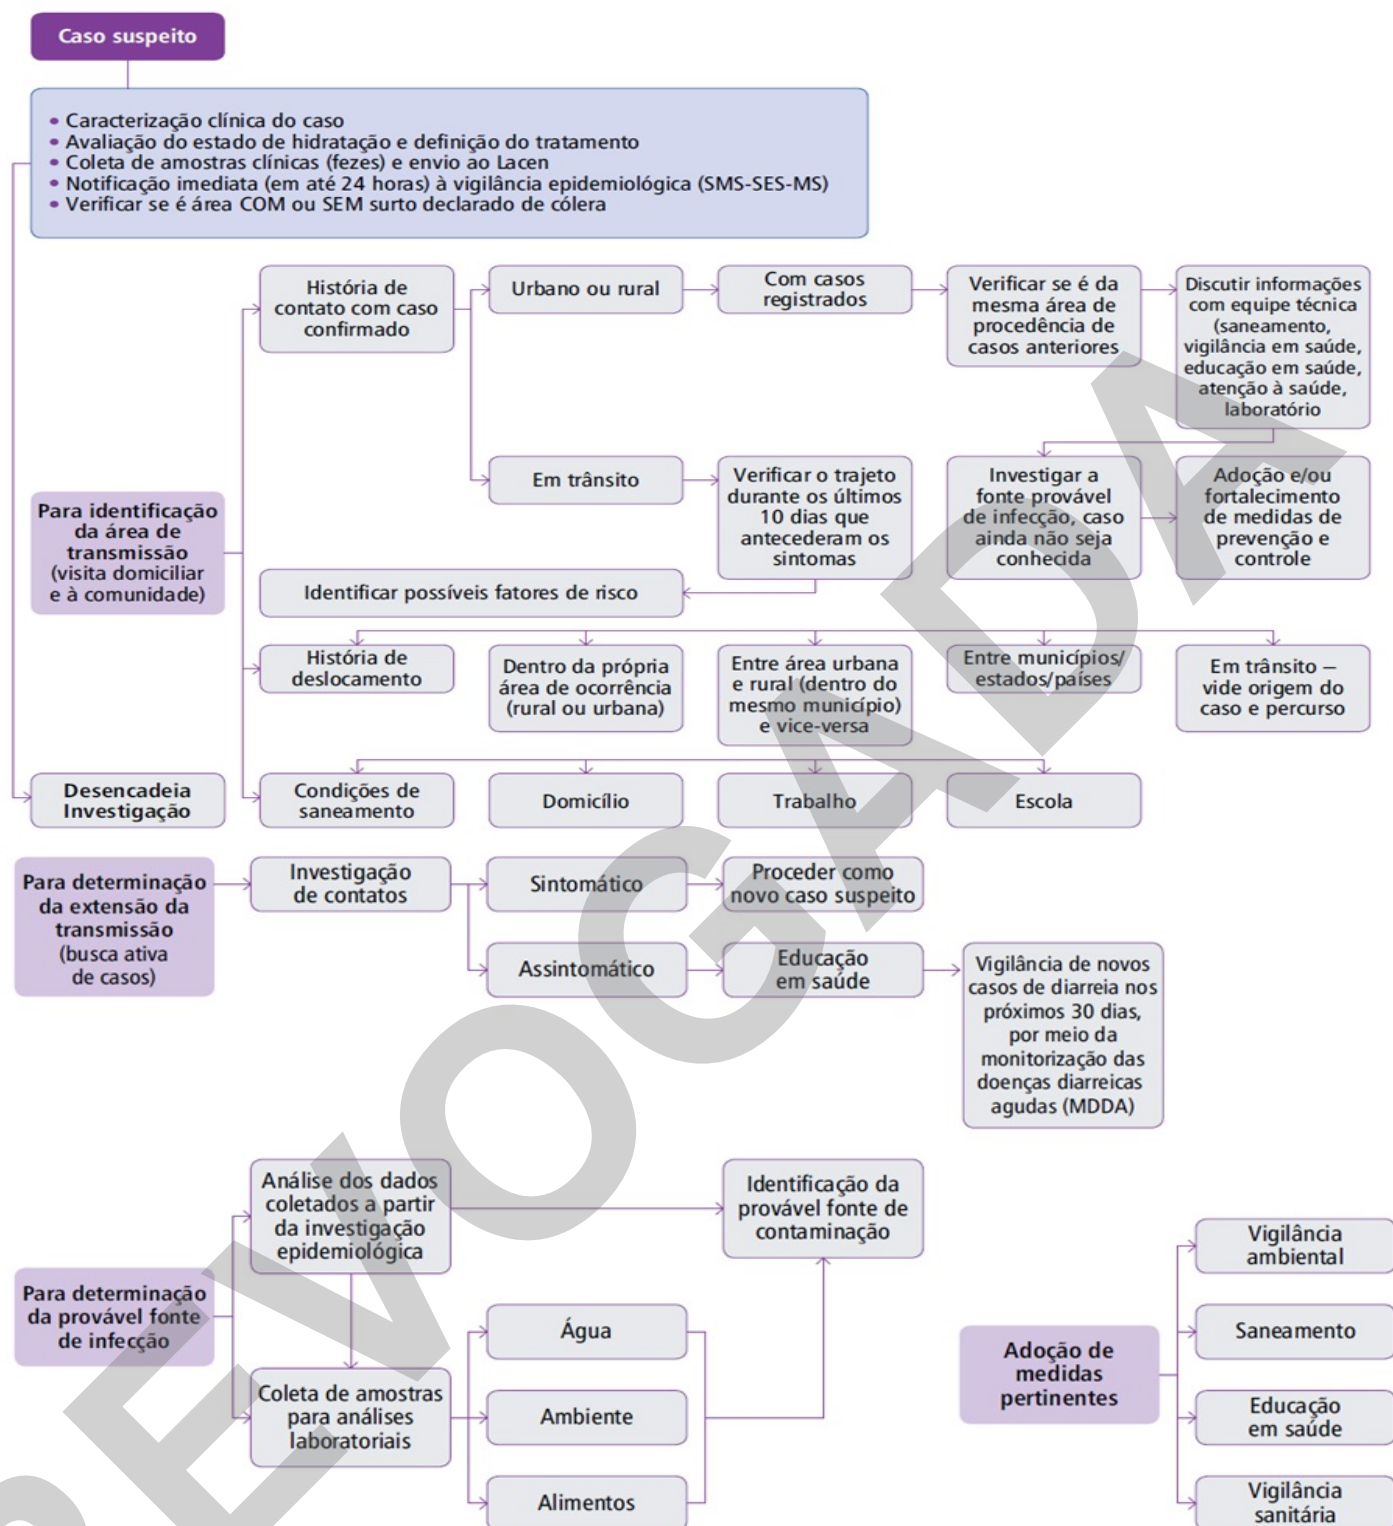 Caso suspeito
• Caracterização clínica do caso
• Avaliação do estado de hidratação e definição do tratamento
• Coleta de amostras clínicas (fezes) e envio ao Lacen
• Notificação imediata (em até 24 horas) à vigilância epidemiológica (SMS-SES-MS)
• Verificar se é área COM ou SEM surto declarado de cólera
História de
contato com caso
confirmado
Urbano ou rural
Com casos
registrados
Verificar se é da
mesma área de
procedência de
casos anteriores
Discutir informações
com equipe técnica
(saneamento,
vigilância em saúde,
educação em saúde,
atenção à saúde,
laboratório
Em trânsito
Verificar o trajeto
durante os últimos
10 dias que
antecederam os
sintomas
Investigar a
fonte provável
de infecção, caso
ainda não seja
conhecida
Adoção e/ou
fortalecimento
de medidas de
prevenção e
controle
Para identificação
da área de
transmissão
(visita domiciliar
e à comunidade)
Identificar possíveis fatores de risco
História de
deslocamento
Dentro da própria
área de ocorrência
(rural ou urbana)
Entre área urbana
e rural (dentro do
mesmo município)
e vice-versa
Entre municípios/
estados/países
Em trânsito –
vide origem do
caso e percurso
Desencadeia
Investigação
Condições de
saneamento
Domicílio
Trabalho
Escola
Para determinação
da extensão da
transmissão
(busca ativa
de casos)
Investigação
de contatos
Sintomático
Proceder como
novo caso suspeito
Assintomático
Educação
em saúde
Vigilância de novos
casos de diarreia nos
próximos 30 dias,
por meio da
monitorização das
doenças diarreicas
agudas (MDDA)
Análise dos dados
coletados a partir
da investigação
epidemiológica
Identificação da
provável fonte de
contaminação
Para determinação
da provável fonte
de infecção
Coleta de amostras
para análises
laboratoriais
Água
Ambiente
Alimentos
Adoção de
medidas
pertinentes
Vigilância
ambiental
Saneamento
Educação
em saúde
Vigilância
sanitária
REVOGADA